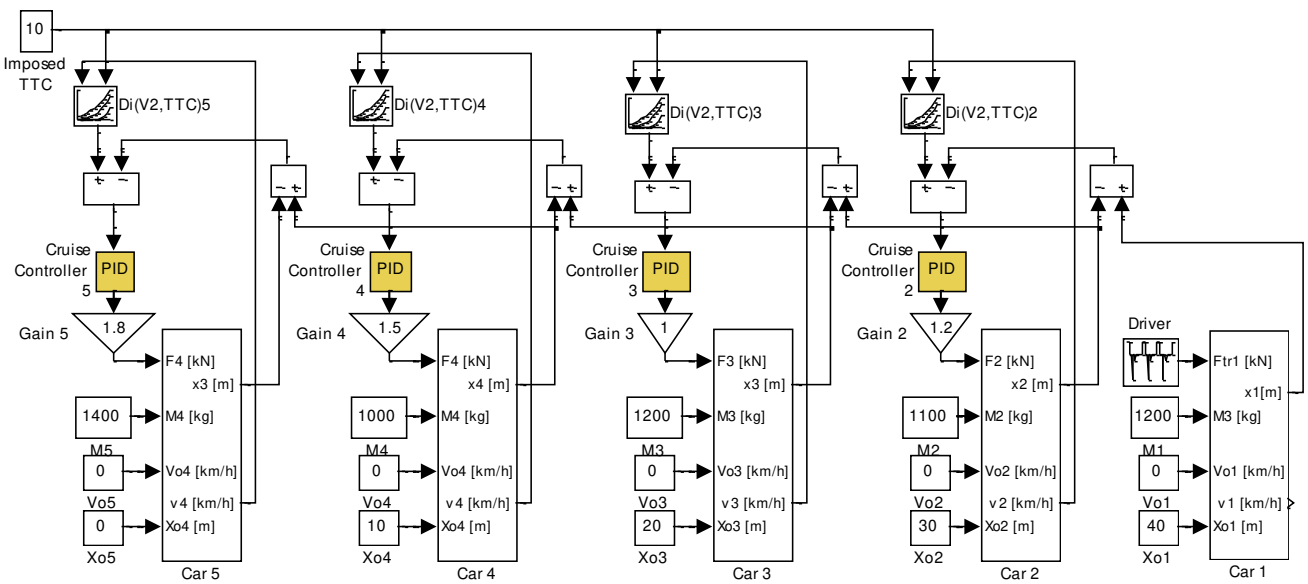 10
Imposed
TTC
Di(V2,TTC)5
Di(V2,TTC)4
Di(V2,TTC)3
Di(V2,TTC)2
+ −
+ −
+ −
+ −
− +
− +
− +
− +
Cruise
Controller
5
PID
Cruise
Controller
4
PID
Cruise
Controller
3
PID
Cruise
Controller
2
PID
Gain 5
1.8
Gain 4
1.5
Gain 3
1
Gain 2
1.2
Driver
F4 [kN]
x3 [m]
1400
M4 [kg]
M5
0
Vo4 [km/h]
Vo5
v4 [km/h]
0
Xo4 [m]
Xo5
Car 5
F4 [kN]
x4 [m]
1000
M4 [kg]
M4
0
Vo4 [km/h]
Vo4
v4 [km/h]
10
Xo4 [m]
Xo4
Car 4
F3 [kN]
x3 [m]
1200
M3 [kg]
M3
0
Vo3 [km/h]
Vo3
v3 [km/h]
20
Xo3 [m]
Xo3
Car 3
F2 [kN]
x2 [m]
1100
M2 [kg]
M2
0
Vo2 [km/h]
Vo2
v2 [km/h]
30
Xo2 [m]
Xo2
Car 2
Ftr1 [kN]
x1[m]
1200
M3 [kg]
M1
0
Vo1 [km/h]
Vo1
v1 [km/h]
40
Xo1 [m]
Xo1
Car 1